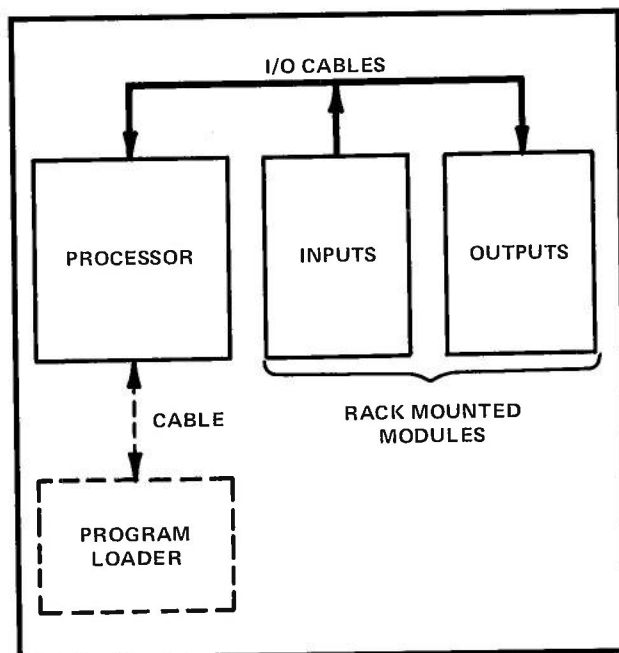 I/O CABLES
PROCESSOR
INPUTS
OUTPUTS
CABLE
RACK MOUNTED
MODULES
PROGRAM
LOADER